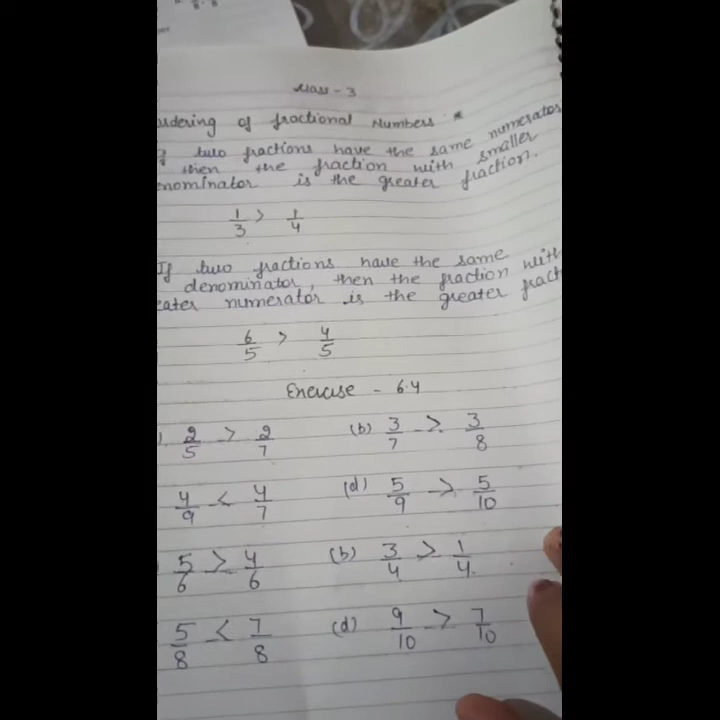 Class - 3
udering of fractional Numbers *
If two fractions have the same numerator
then the fraction with smaller
nominator is the greater fraction.
1/3 > 1/4
If two fractions have the same
denominator, then the fraction with
eater numerator is the greater fract
6/5 > 4/5
Exercise - 6.4
2/5 > 2/7 (b) 3/7 > 3/8
4/9 < 4/7 (d) 5/9 > 5/10
5/6 > 4/6 (b) 3/4 > 1/4
5/8 < 7/8 (d) 9/10 > 7/10